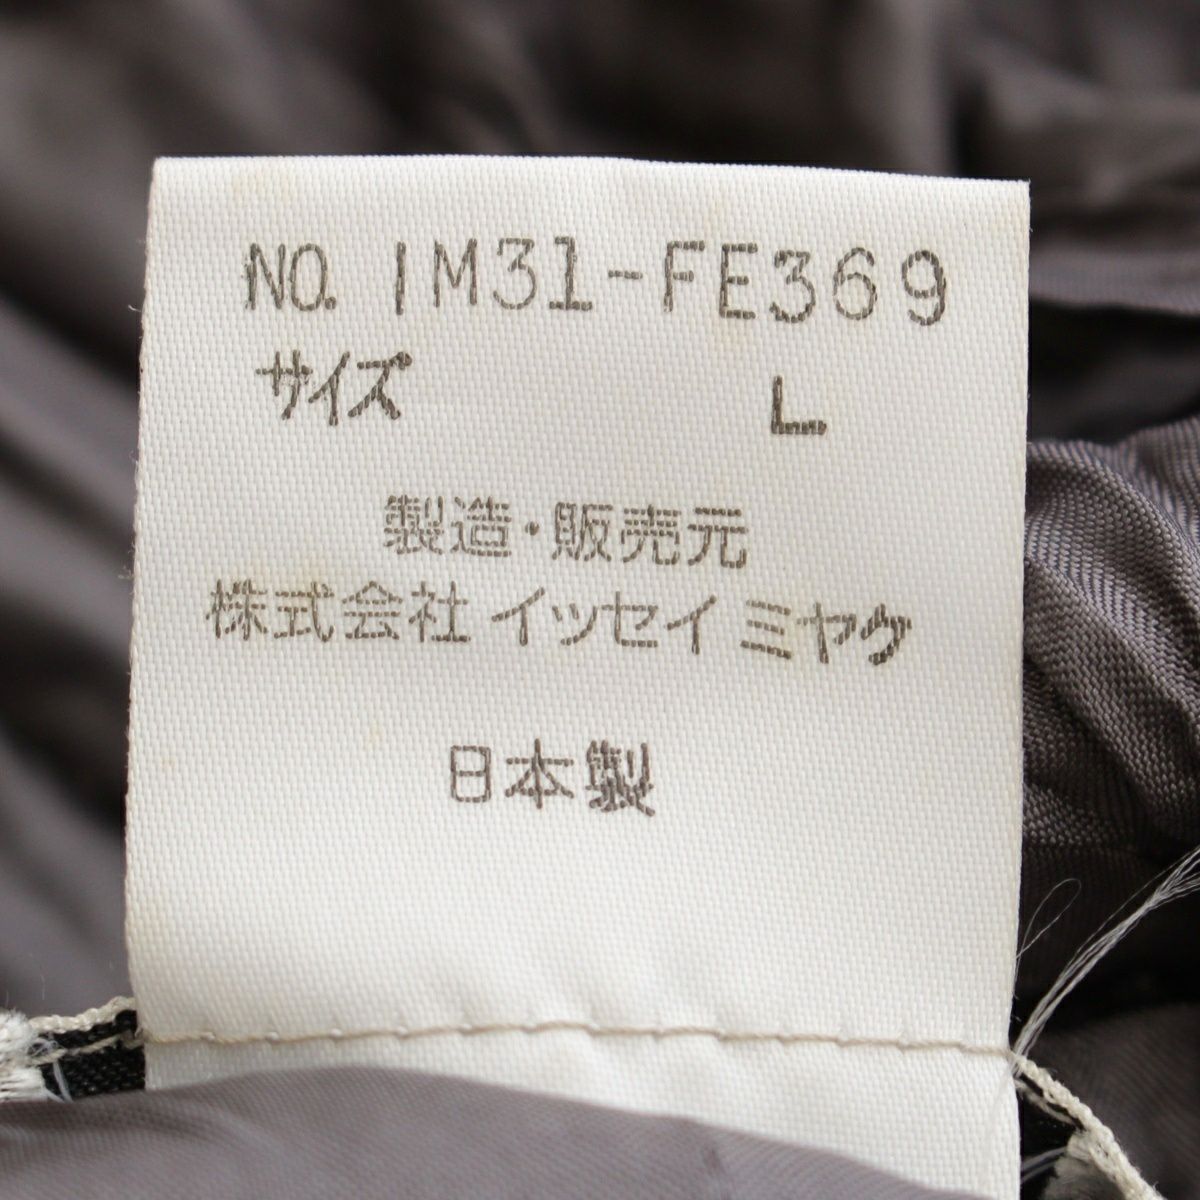 NO. IM31-FE369
サイズ L
製造・販売元
株式会社 イッセイ ミヤケ
日本製